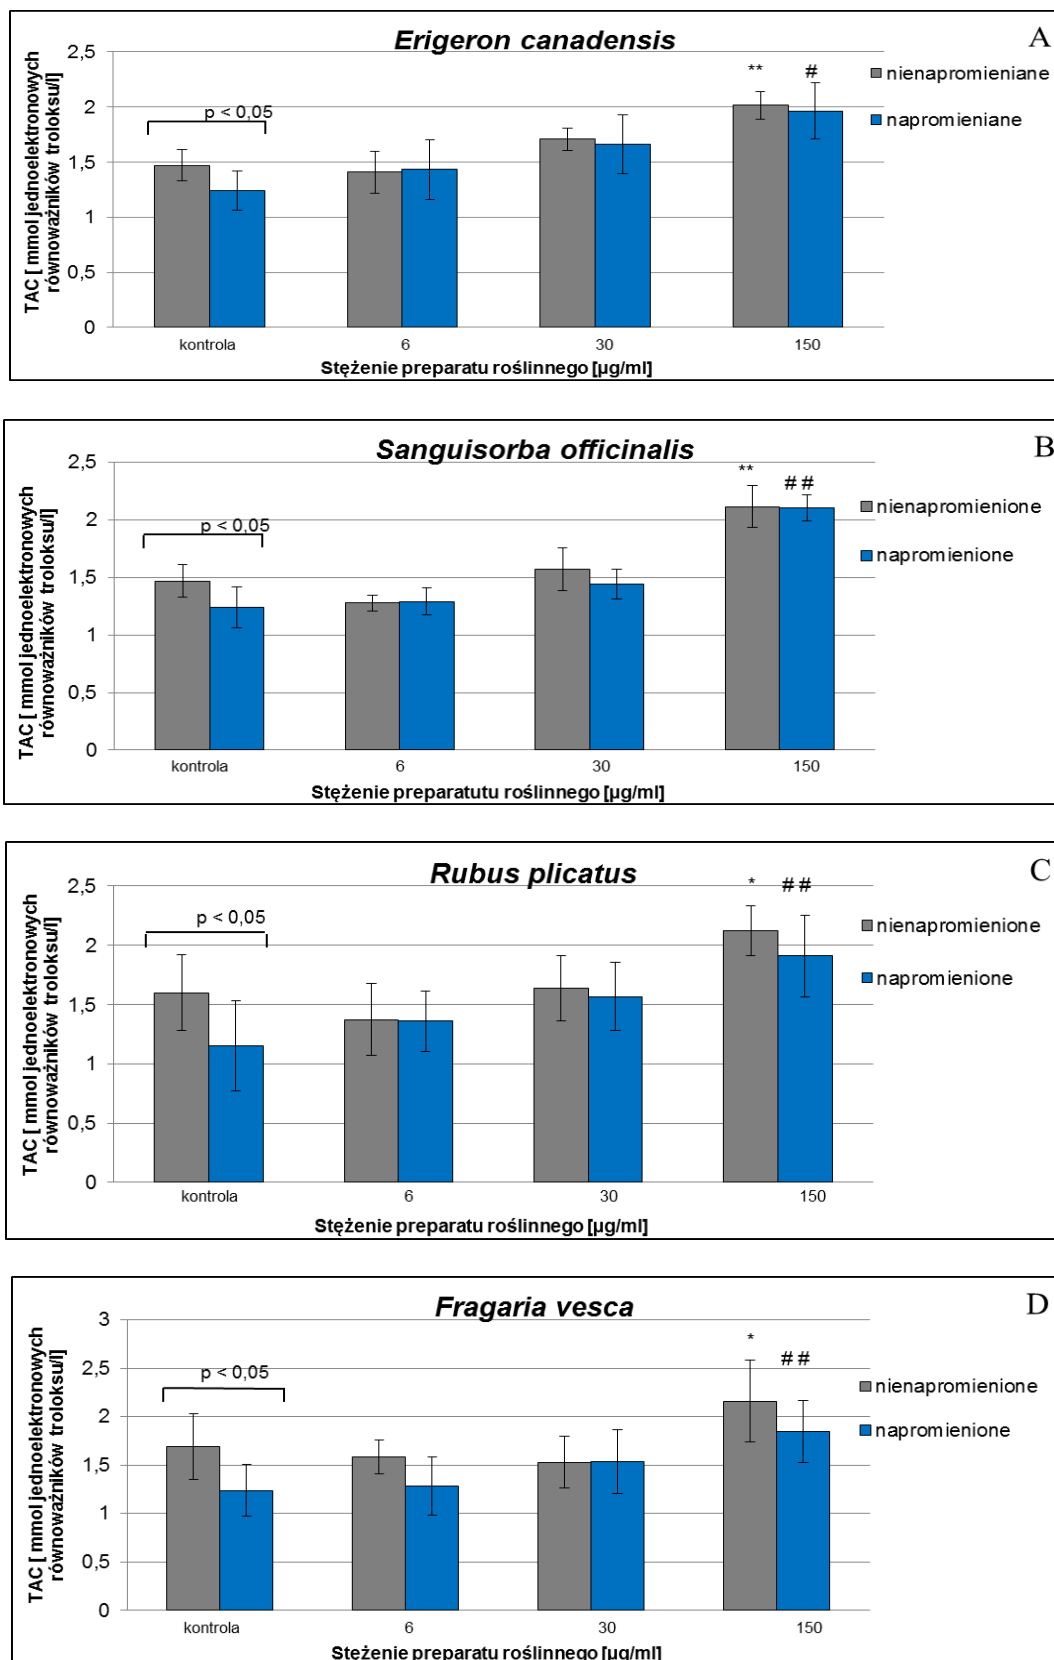 Erigeron canadensis
A
TAC [ mmol jednoelektronowych
równoważników troloksu/l]
2,5
2
1,5
1
0,5
0
p < 0,05
**
#
nienapromieniane
napromieniane
kontrola 6 30 150
Stężenie preparatu roślinnego [µg/ml]
Sanguisorba officinalis
B
TAC [ mmol jednoelektronowych
równoważników troloksu/l]
2,5
2
1,5
1
0,5
0
p < 0,05
**
# #
nienapromienione
napromienione
kontrola 6 30 150
Stężenie preparatutu roślinnego [µg/ml]
Rubus plicatus
C
TAC [ mmol jednoelektronowych
równoważników troloksu/l]
2,5
2
1,5
1
0,5
0
p < 0,05
*
# #
nienapromienione
napromienione
kontrola 6 30 150
Stężenie preparatu roślinnego [µg/ml]
Fragaria vesca
D
TAC [ mmol jednoelektronowych
równoważników troloksu/l]
3
2,5
2
1,5
1
0,5
0
p < 0,05
*
# #
nienapromienione
napromienione
kontrola 6 30 150
Stężenie preparatu roślinnego [µg/ml]